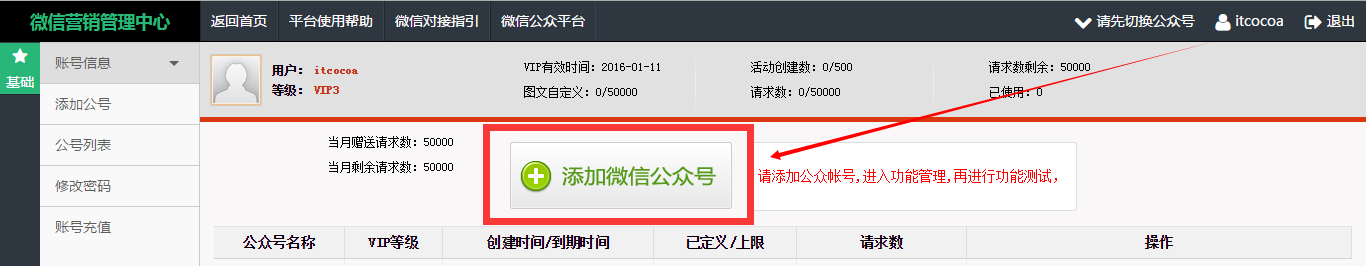 微信营销管理中心 返回首页 平台使用帮助 微信对接指引 微信公众平台 请先切换公众号 itcocoa 退出
基础
账号信息
添加公号
公号列表
修改密码
账号充值
用户: itcocoa
等级: VIP3
VIP有效时间: 2016-01-11 活动创建数: 0/500 请求数剩余: 50000
图文自定义: 0/50000 请求数: 0/50000 已使用: 0
当月赠送请求数: 50000
当月剩余请求数: 50000
添加微信公众号
请添加公众帐号,进入功能管理,再进行功能测试,
公众号名称 VIP等级 创建时间/到期时间 已定义/上限 请求数 操作